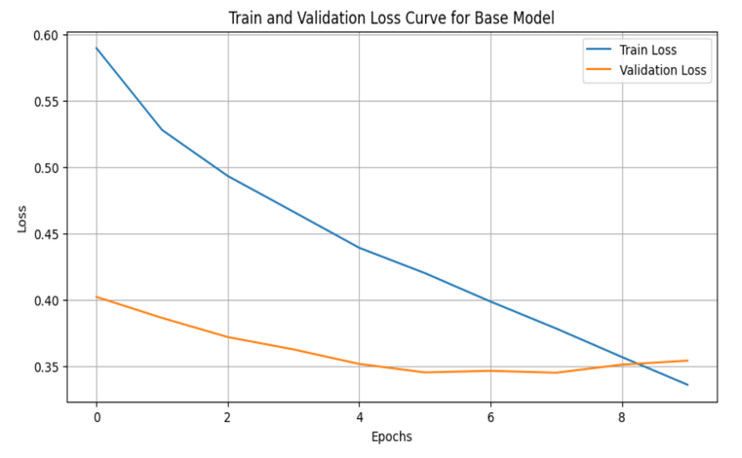 Train and Validation Loss Curve for Base Model
Train Loss
Validation Loss
Loss
0.60
0.55
0.50
0.45
0.40
0.35
0 2 4 6 8
Epochs